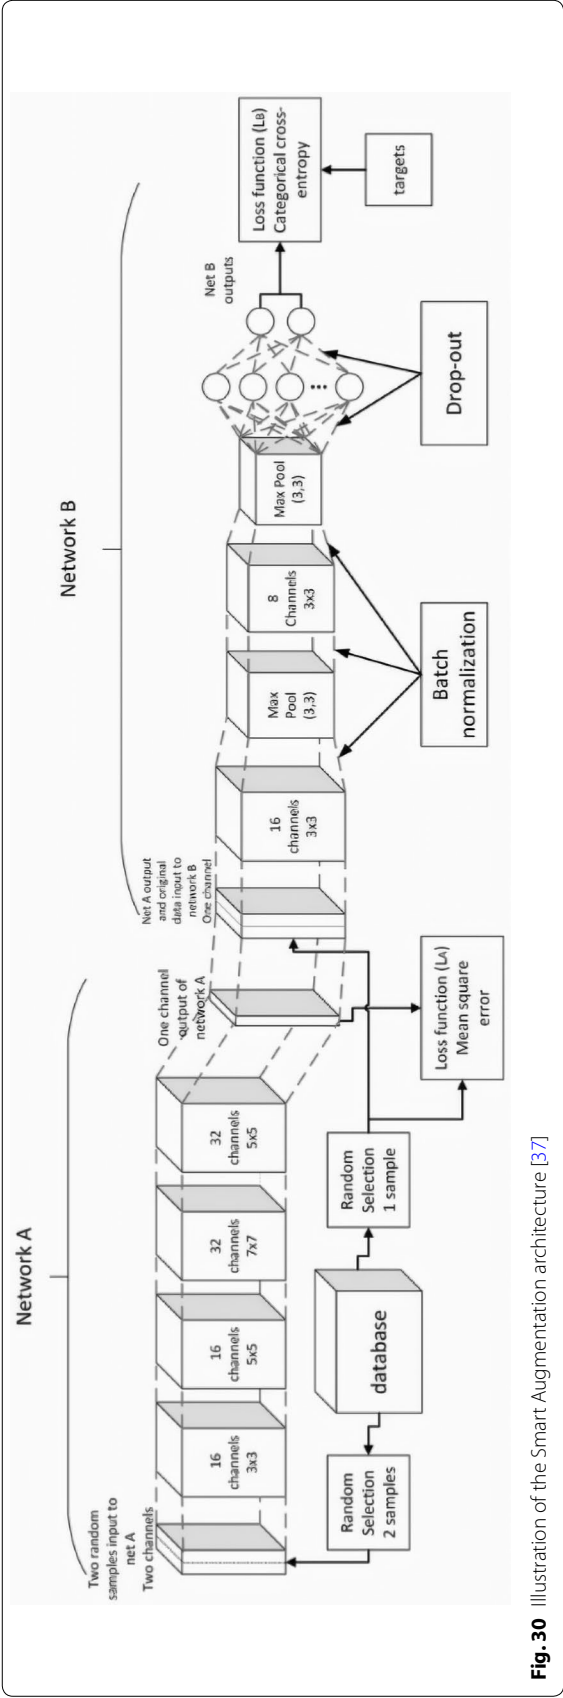 Network A
Network B
Two random
samples input to
net A
Two channels
16
channels
3x3
16
channels
5x5
32
channels
7x7
32
channels
5x5
One channel
output of
network A
Net A output
and original
data input to
network B
One channel
16
channels
3x3
Max
Pool
(3,3)
8
Channels
3x3
Max Pool
(3,3)
Net B
outputs
Loss function (LB)
Categorical cross-
entropy
targets
Random
Selection
2 samples
database
Random
Selection
1 sample
Loss function (LA)
Mean square
error
Batch
normalization
Drop-out
Fig. 30 Illustration of the Smart Augmentation architecture [37]